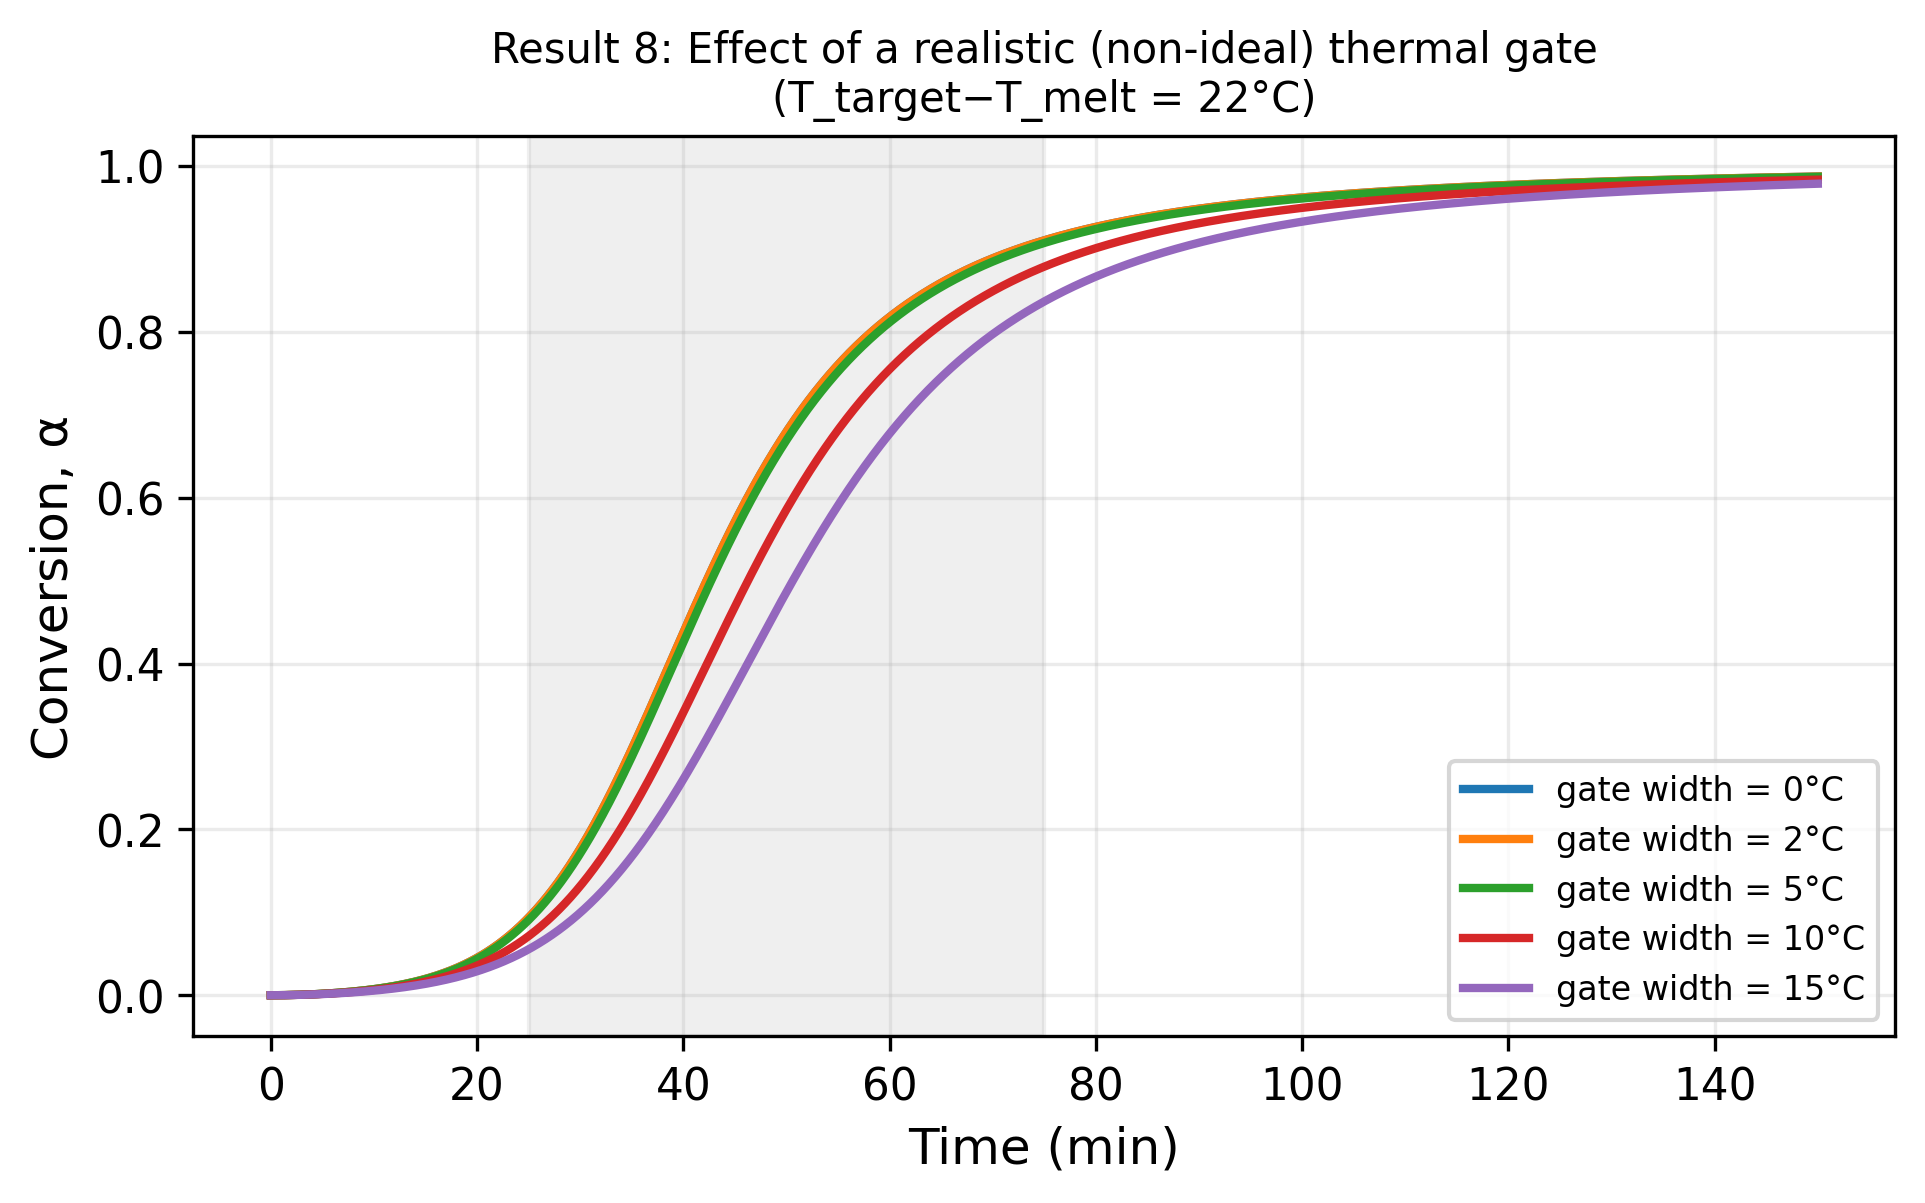 Result 8: Effect of a realistic (non-ideal) thermal gate
(T_target−T_melt = 22°C)
1.0
0.8
0.6
0.4
0.2
0.0
Conversion, α
gate width = 0°C
gate width = 2°C
gate width = 5°C
gate width = 10°C
gate width = 15°C
0 20 40 60 80 100 120 140
Time (min)